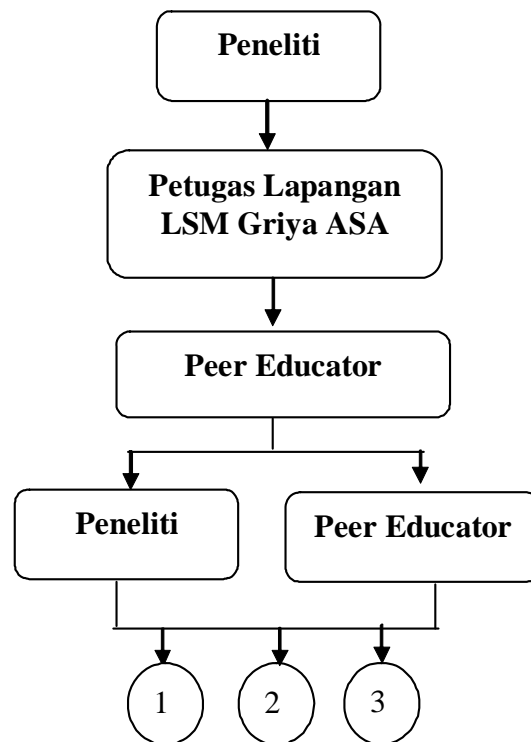 Peneliti
Petugas Lapangan
LSM Griya ASA
Peer Educator
Peneliti
Peer Educator
1
2
3